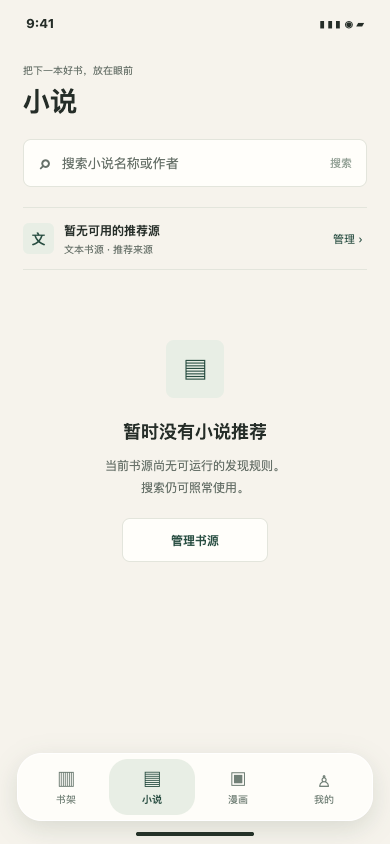 9:41
把下一本好书，放在眼前
小说
搜索小说名称或作者
搜索
文
暂无可用的推荐源
文本书源 · 推荐来源
管理 ›
暂时没有小说推荐
当前书源尚无可运行的发现规则。
搜索仍可照常使用。
管理书源
书架
小说
漫画
我的